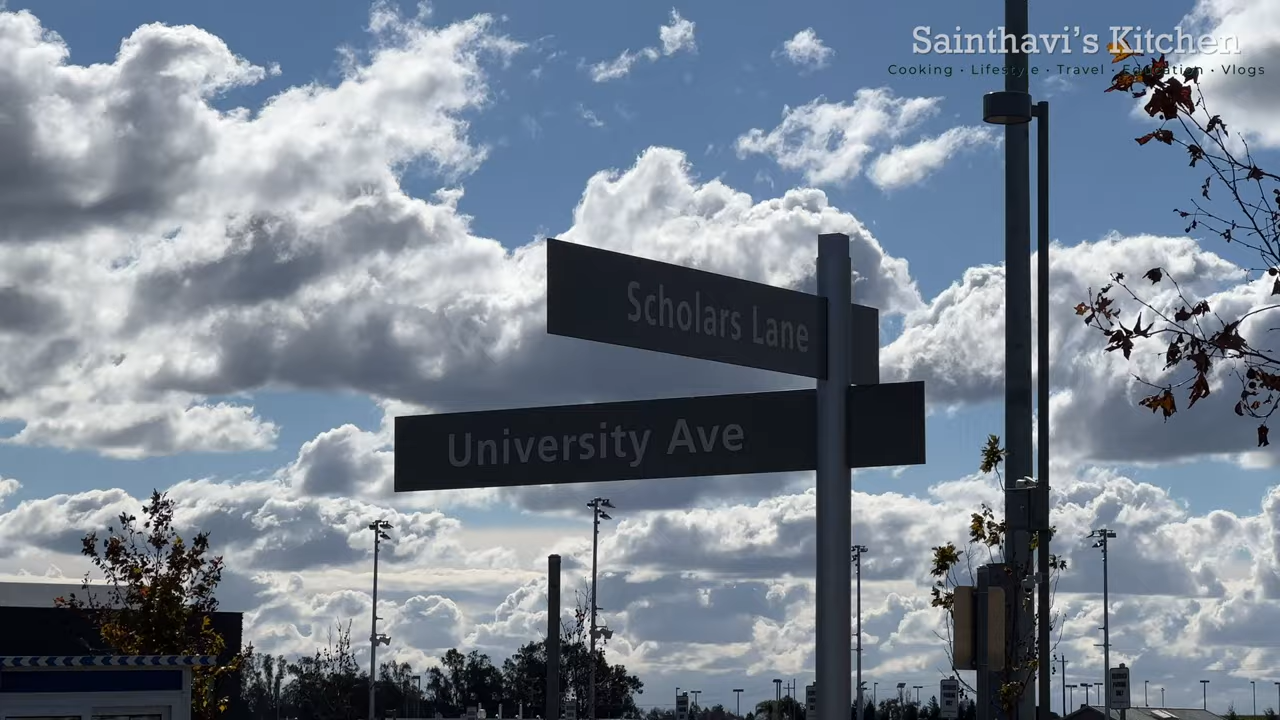 Sainthavi's Kitchen
Cooking · Lifestyle · Travel · Education · Vlogs
Scholars Lane
University Ave